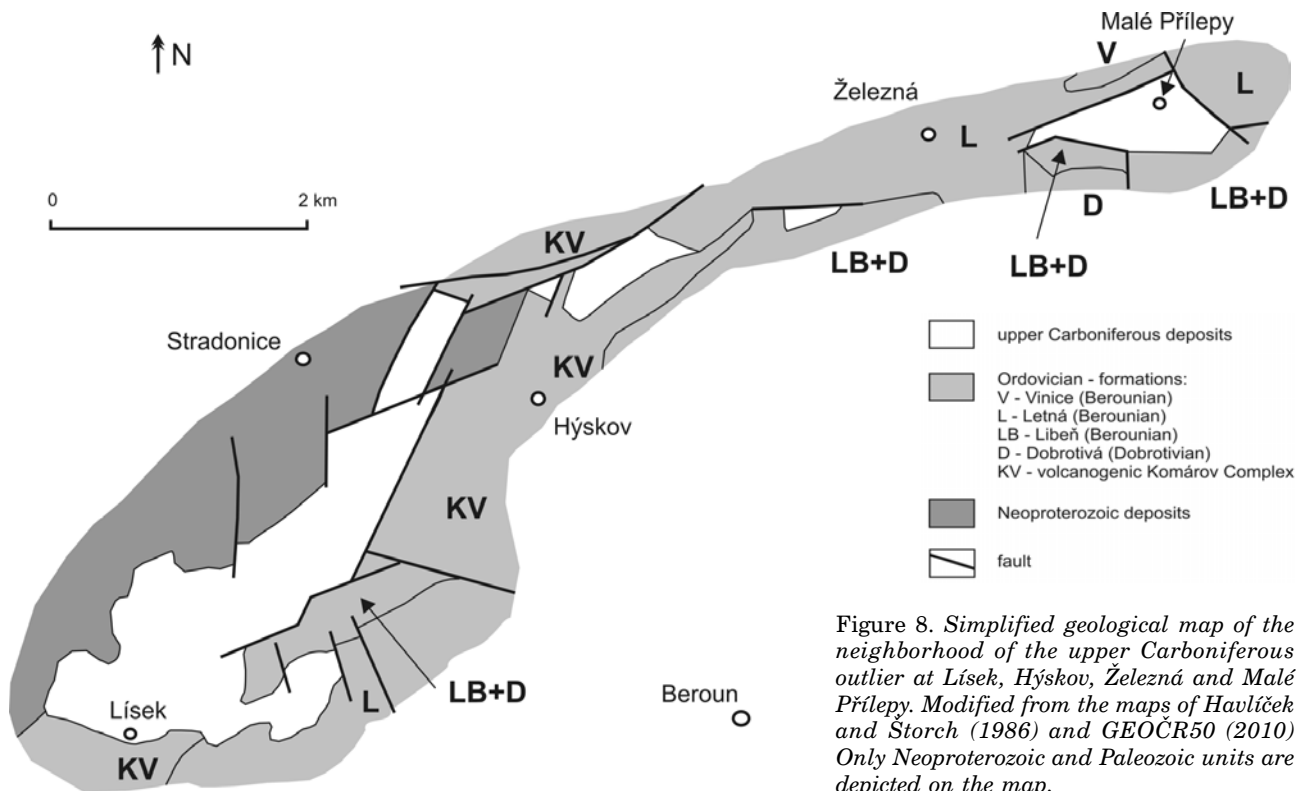 Malé Přílepy
N
V
Železná
L
L
0
2 km
LB+D
D
LB+D
LB+D
KV
Stradonice
KV
Hýskov
KV
upper Carboniferous deposits
Ordovician - formations:
V - Vinice (Berounian)
L - Letná (Berounian)
LB - Libeň (Berounian)
D - Dobrotivá (Dobrotivian)
KV - volcanogenic Komárov Complex
Neoproterozoic deposits
fault
Lísek
KV
L
LB+D
Beroun
Figure 8. Simplified geological map of the
neighborhood of the upper Carboniferous
outlier at Lísek, Hýskov, Železná and Malé
Přílepy. Modified from the maps of Havlíček
and Štorch (1986) and GEOČR50 (2010)
Only Neoproterozoic and Paleozoic units are
depicted on the map.